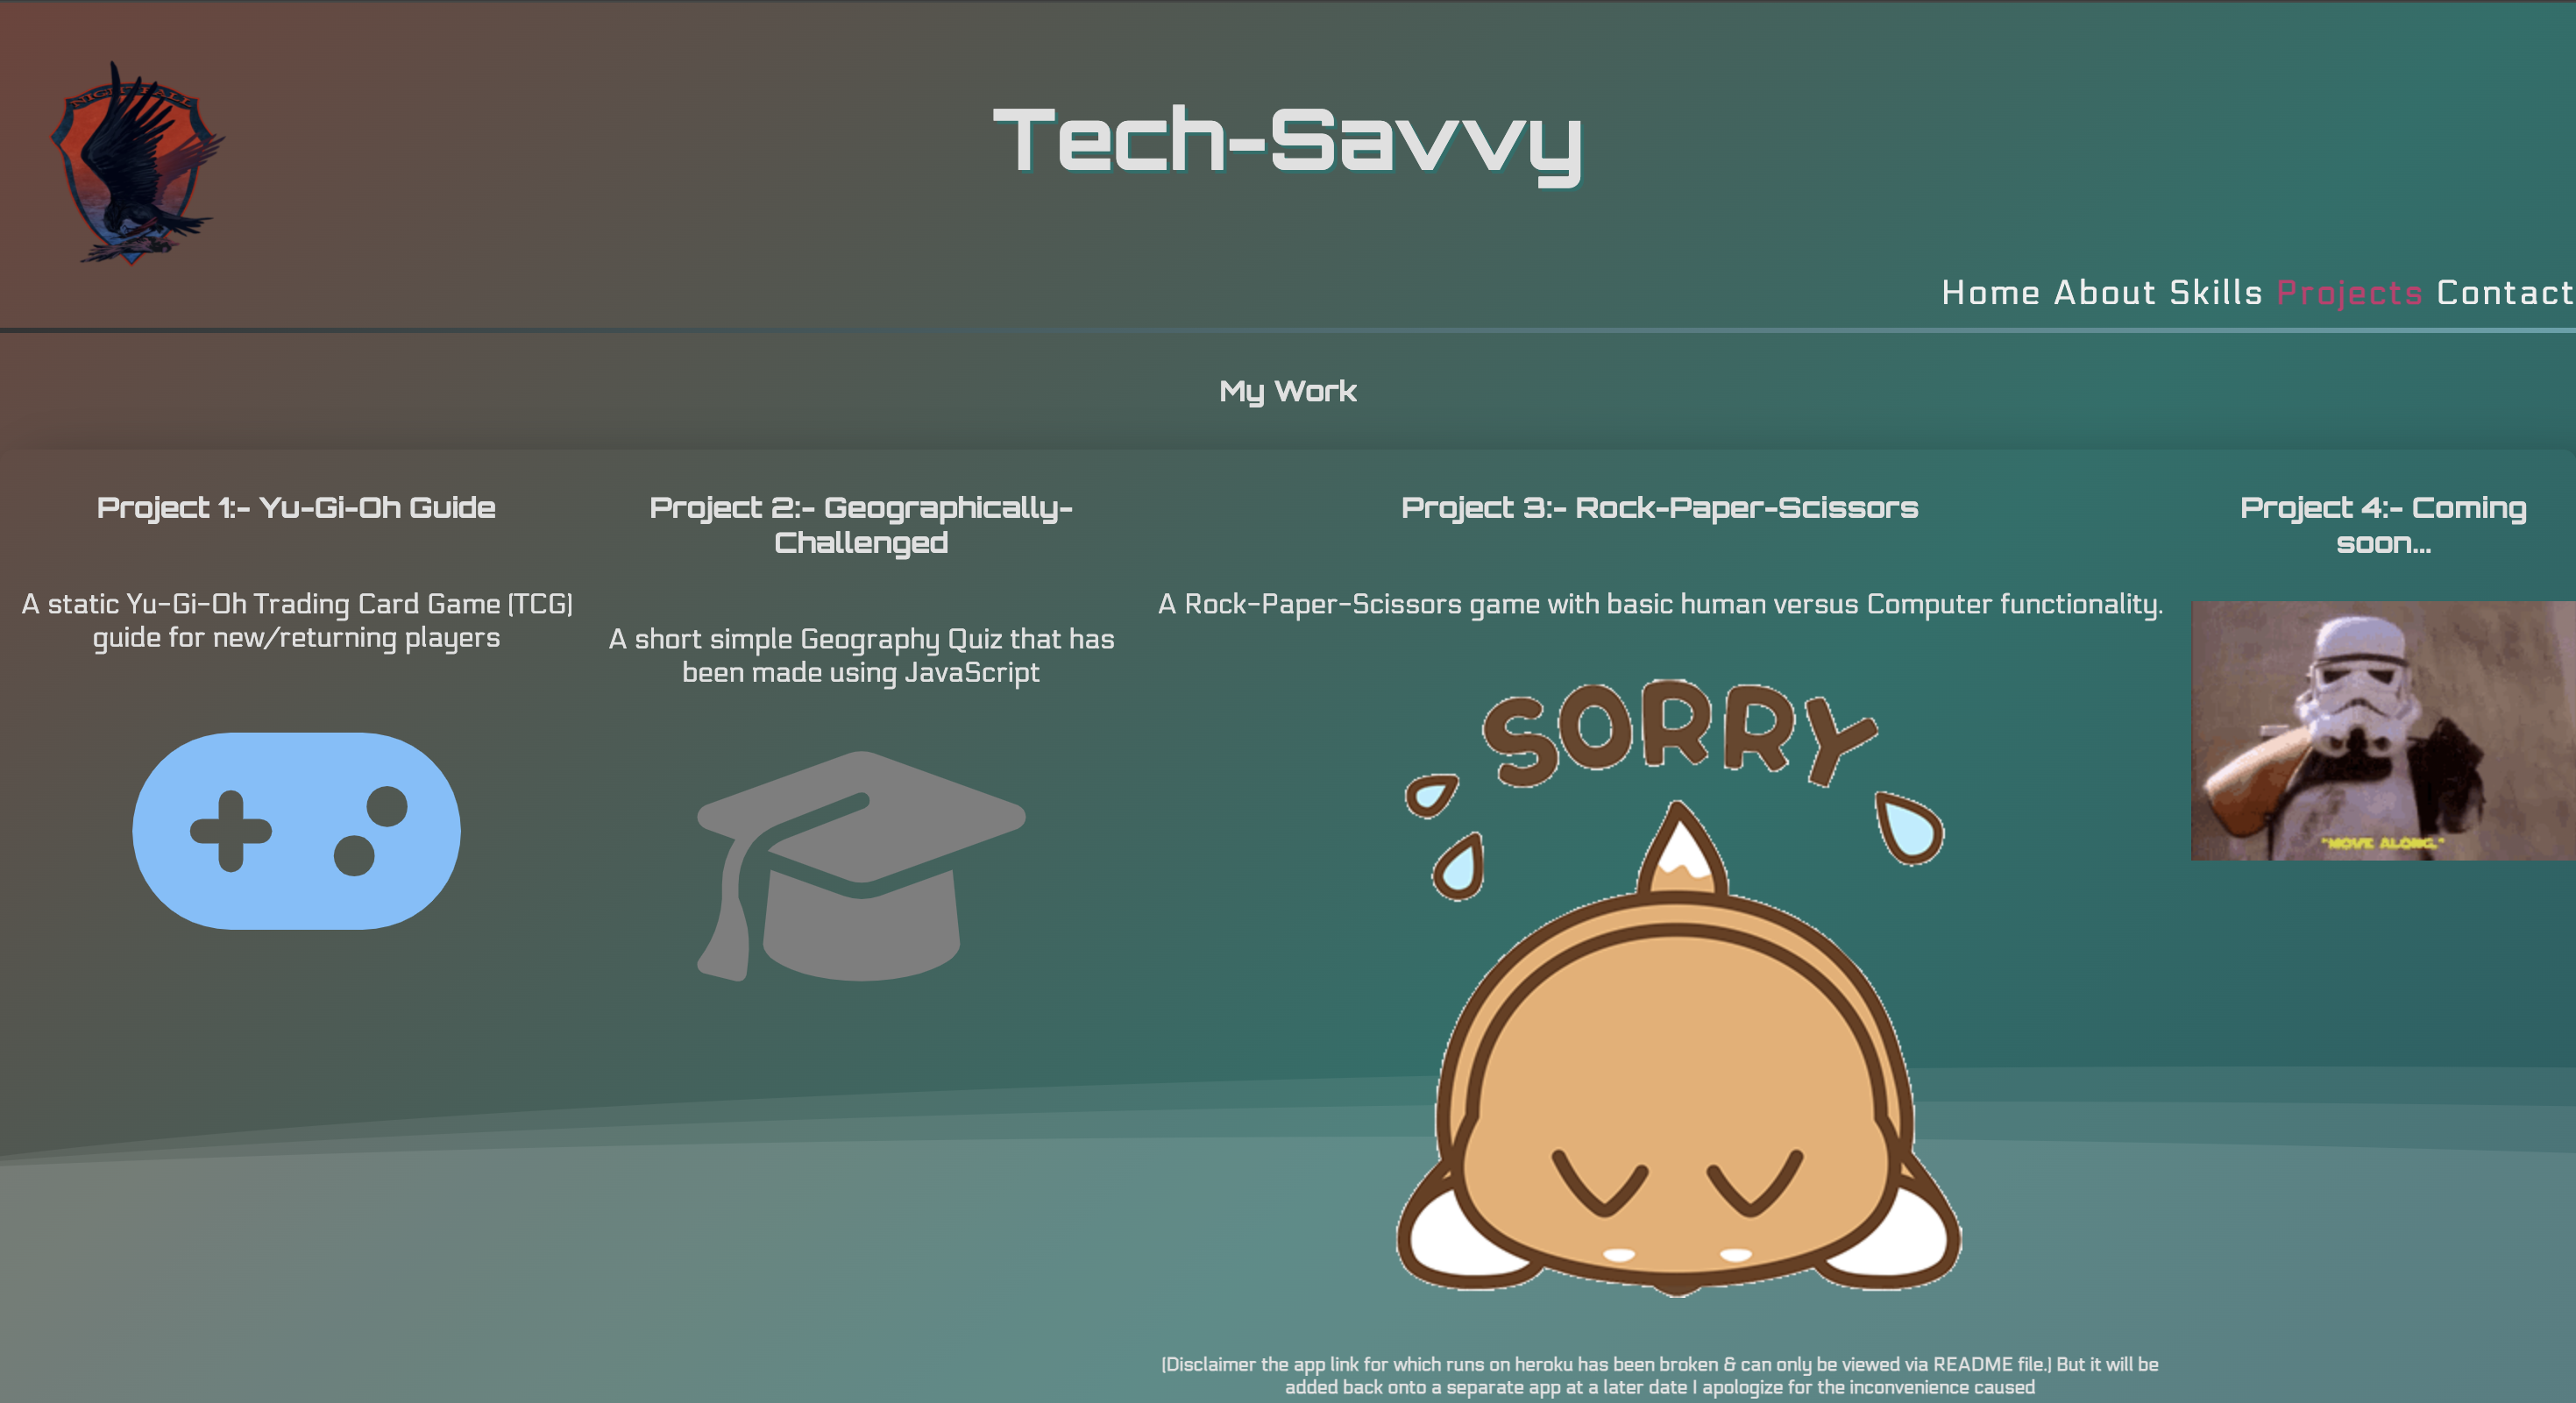 NIGHTFALL
Tech-Savvy
Home About Skills Projects Contact
My Work
Project 1:- Yu-Gi-Oh Guide
A static Yu-Gi-Oh Trading Card Game (TCG)
guide for new/returning players
Project 2:- Geographically-
Challenged
A short simple Geography Quiz that has
been made using JavaScript
Project 3:- Rock-Paper-Scissors
A Rock-Paper-Scissors game with basic human versus Computer functionality.
SORRY
(Disclaimer the app link for which runs on heroku has been broken & can only be viewed via README file.) But it will be
added back onto a separate app at a later date I apologize for the inconvenience caused
Project 4:- Coming
soon...
"MOVE ALONG."